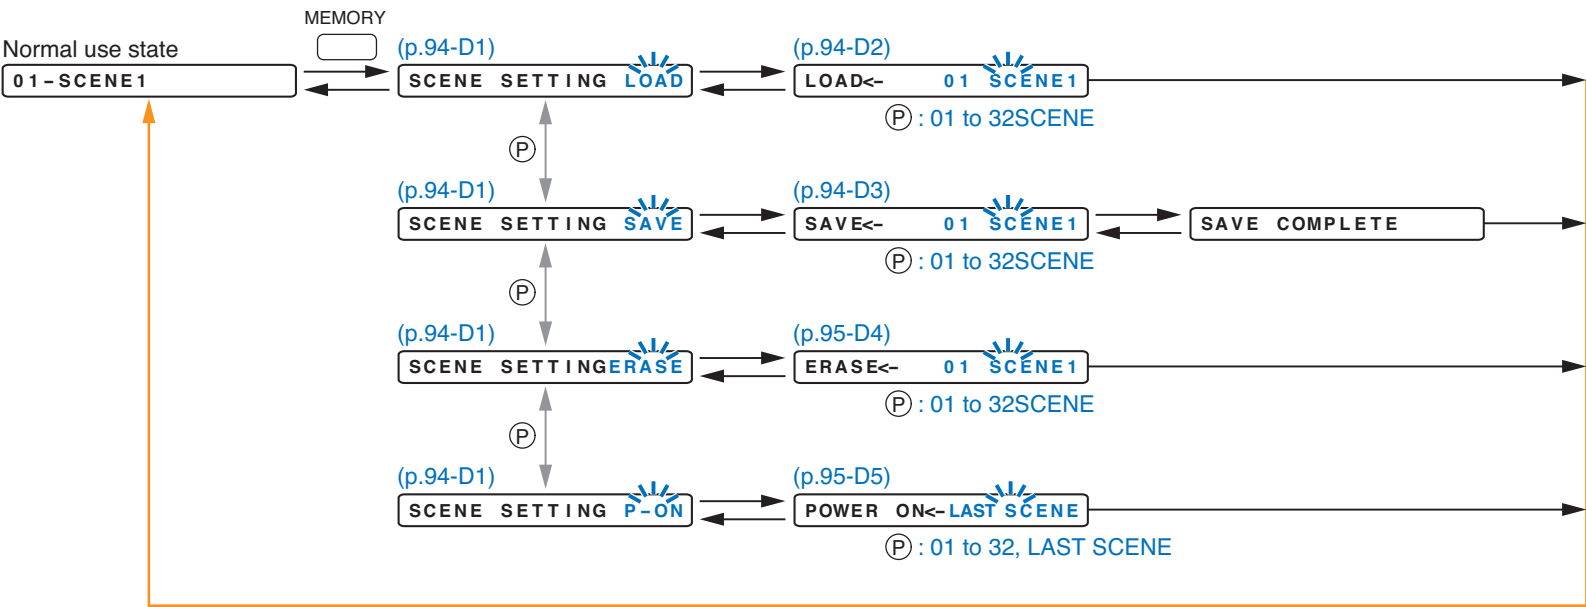 MEMORY
Normal use state
(p.94-D1)
(p.94-D2)
01-SCENE1
SCENE SETTING LOAD
LOAD<- 01 SCENE1
Ⓟ : 01 to 32SCENE
Ⓟ
(p.94-D1)
(p.94-D3)
SCENE SETTING SAVE
SAVE<- 01 SCENE1
SAVE COMPLETE
Ⓟ : 01 to 32SCENE
Ⓟ
(p.94-D1)
(p.95-D4)
SCENE SETTINGERASE
ERASE<- 01 SCENE1
Ⓟ : 01 to 32SCENE
Ⓟ
(p.94-D1)
(p.95-D5)
SCENE SETTING P-ON
POWER ON<-LAST SCENE
Ⓟ : 01 to 32, LAST SCENE